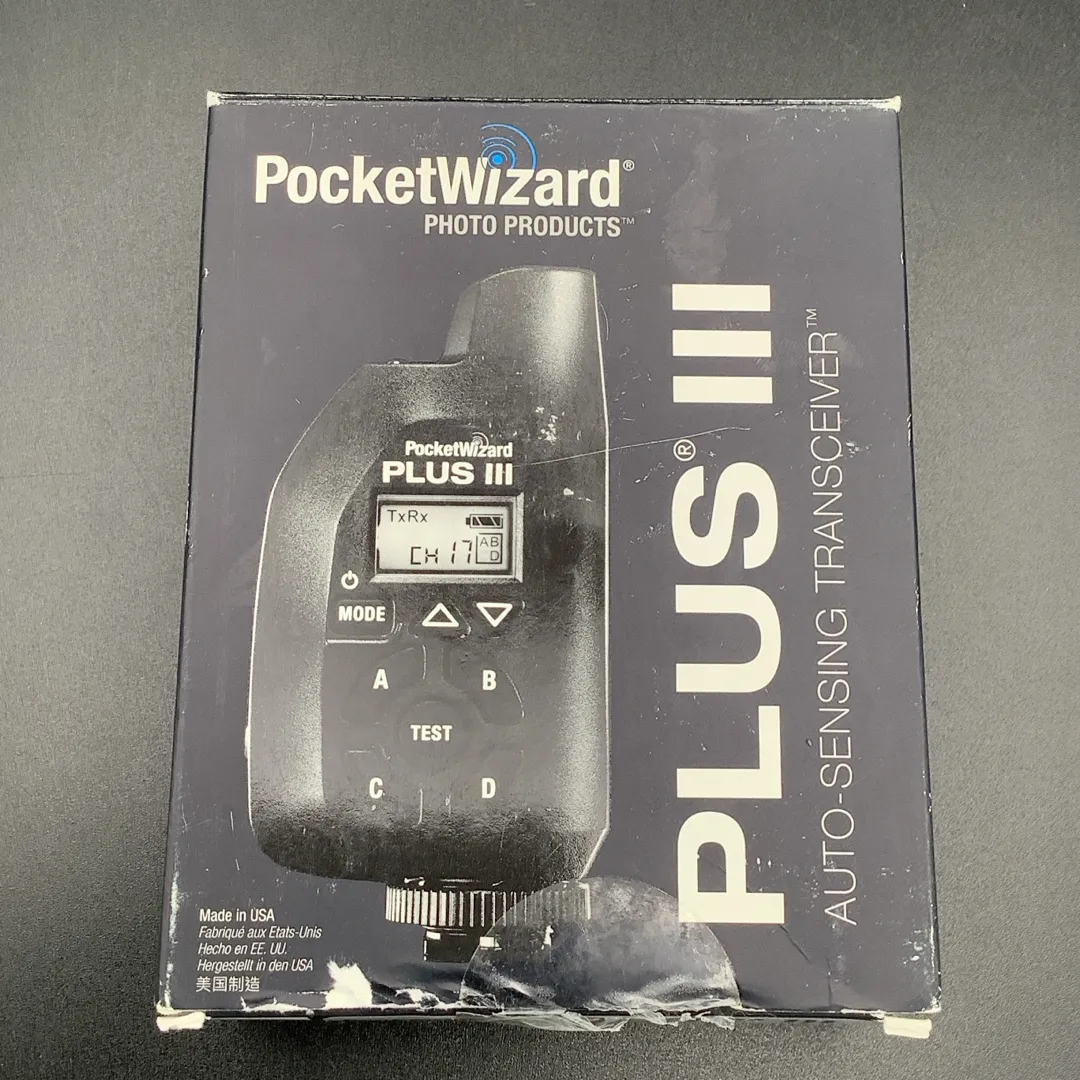 PocketWizard®
PHOTO PRODUCTS™
PLUS® III
AUTO-SENSING TRANSCEIVER™
PocketWizard
PLUS III
TxRx
CH 17
AB
D
MODE
A
B
TEST
C
D
Made in USA
Fabriqué aux Etats-Unis
Hecho en EE. UU.
Hergestellt in den USA
美国制造